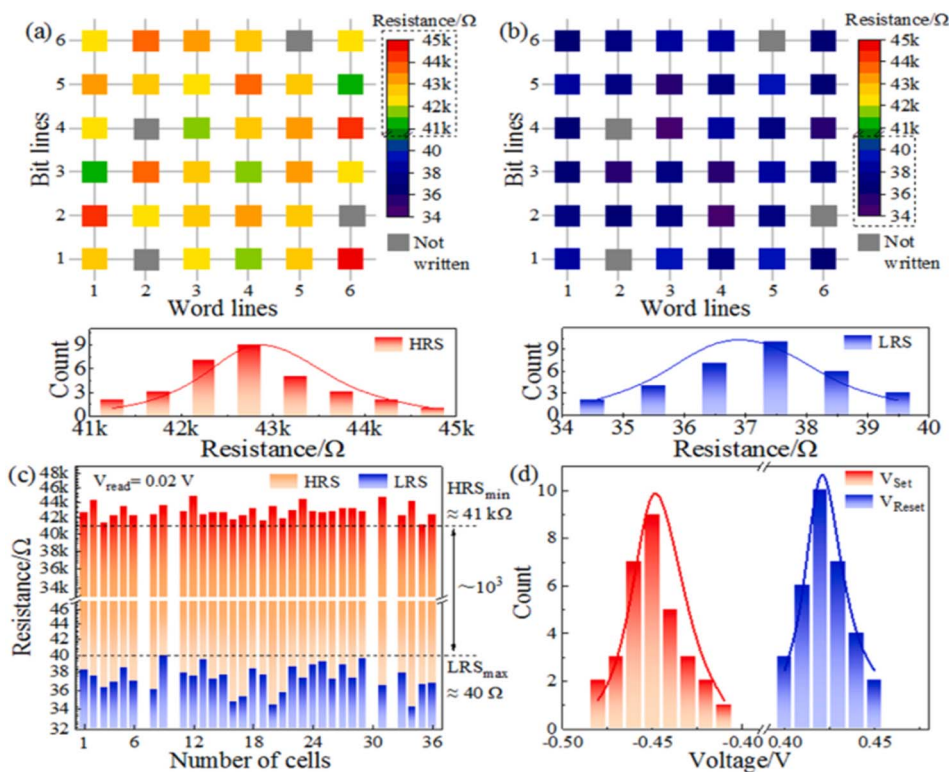 (a)
Bit lines
6
5
4
3
2
1
1 2 3 4 5 6
Word lines
Resistance/Ω
45k
44k
43k
42k
41k
40
38
36
34
Not
written
(b)
Bit lines
6
5
4
3
2
1
1 2 3 4 5 6
Word lines
Resistance/Ω
45k
44k
43k
42k
41k
40
38
36
34
Not
written
Count
9
6
3
0
HRS
41k 42k 43k 44k 45k
Resistance/Ω
Count
9
6
3
0
LRS
34 35 36 37 38 39 40
Resistance/Ω
(c)
Resistance/Ω
48k
46k
44k
42k
40k
38k
36k
34k
46
44
42
40
38
36
34
32
V_read= 0.02 V
HRS LRS
HRS_min
≈ 41 kΩ
~10³
LRS_max
≈ 40 Ω
1 6 12 18 24 30 36
Number of cells
(d)
Count
10
8
6
4
2
0
V_Set
V_Reset
-0.50 -0.45 -0.40 0.40 0.45
Voltage/V